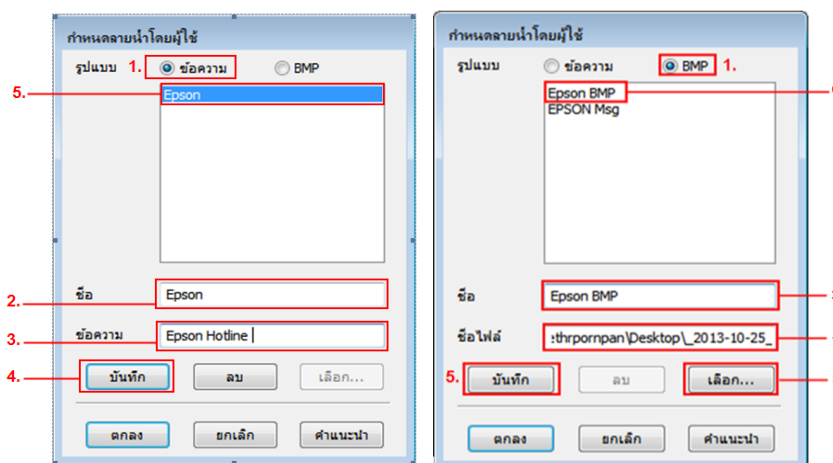 กำหนดลายน้ำโดยผู้ใช้
รูปแบบ 1. ข้อความ BMP
5. Epson
2. ชื่อ Epson
3. ข้อความ Epson Hotline
4. บันทึก ลบ เลือก...
ตกลง ยกเลิก คำแนะนำ
กำหนดลายน้ำโดยผู้ใช้
รูปแบบ ข้อความ BMP 1.
Epson BMP
EPSON Msg
ชื่อ Epson BMP
ชื่อไฟล์ :thrpornpan\Desktop\_2013-10-25_
5. บันทึก ลบ เลือก...
ตกลง ยกเลิก คำแนะนำ